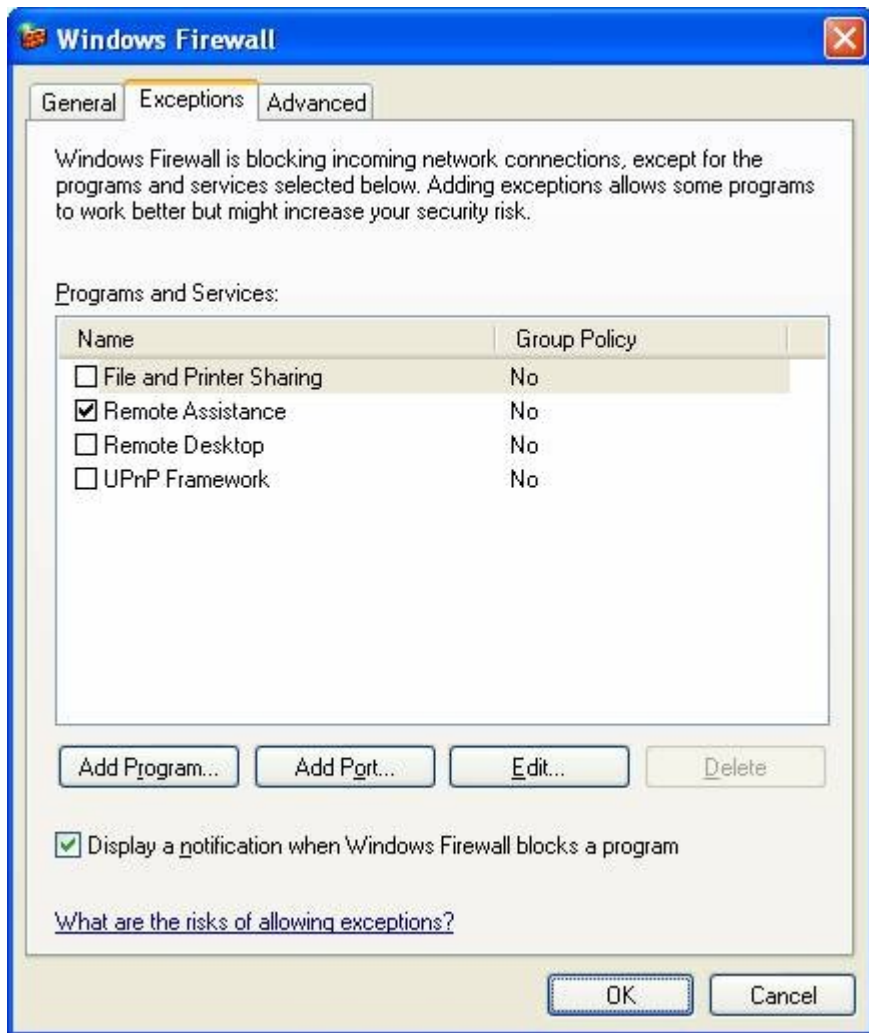 Windows Firewall
General Exceptions Advanced
Windows Firewall is blocking incoming network connections, except for the
programs and services selected below. Adding exceptions allows some programs
to work better but might increase your security risk.
Programs and Services:
Name Group Policy
File and Printer Sharing No
Remote Assistance No
Remote Desktop No
UPnP Framework No
Add Program... Add Port... Edit... Delete
Display a notification when Windows Firewall blocks a program
What are the risks of allowing exceptions?
OK Cancel